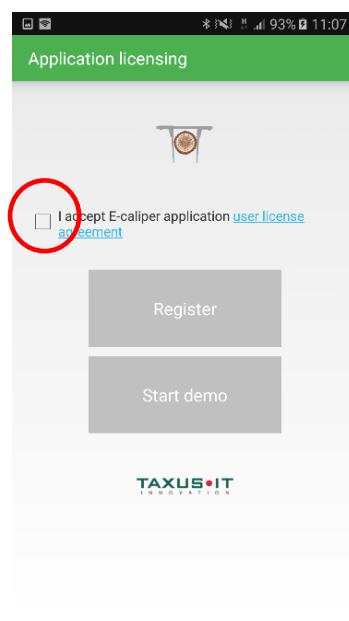 93% 11:07
Application licensing
I accept E-caliper application user license
agreement
Register
Start demo
TAXUS•IT
INNOVATION